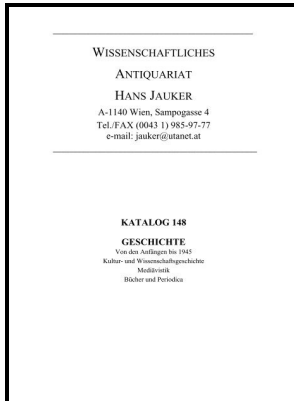 WISSENSCHAFTLICHES
ANTIQUARIAT
HANS JAUKER
A-1140 Wien, Sampogasse 4
Tel./FAX (0043 1) 985-97-77
e-mail: jauker@utanet.at
KATALOG 148
GESCHICHTE
Von den Anfängen bis 1945
Kultur- und Wissenschaftsgeschichte
Mediävistik
Bücher und Periodica